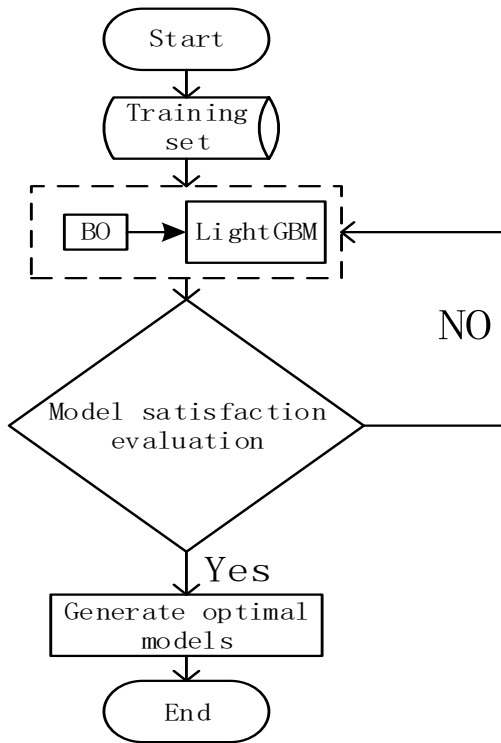 Start
Training
set
BO
LightGBM
NO
Model satisfaction
evaluation
Yes
Generate optimal
models
End